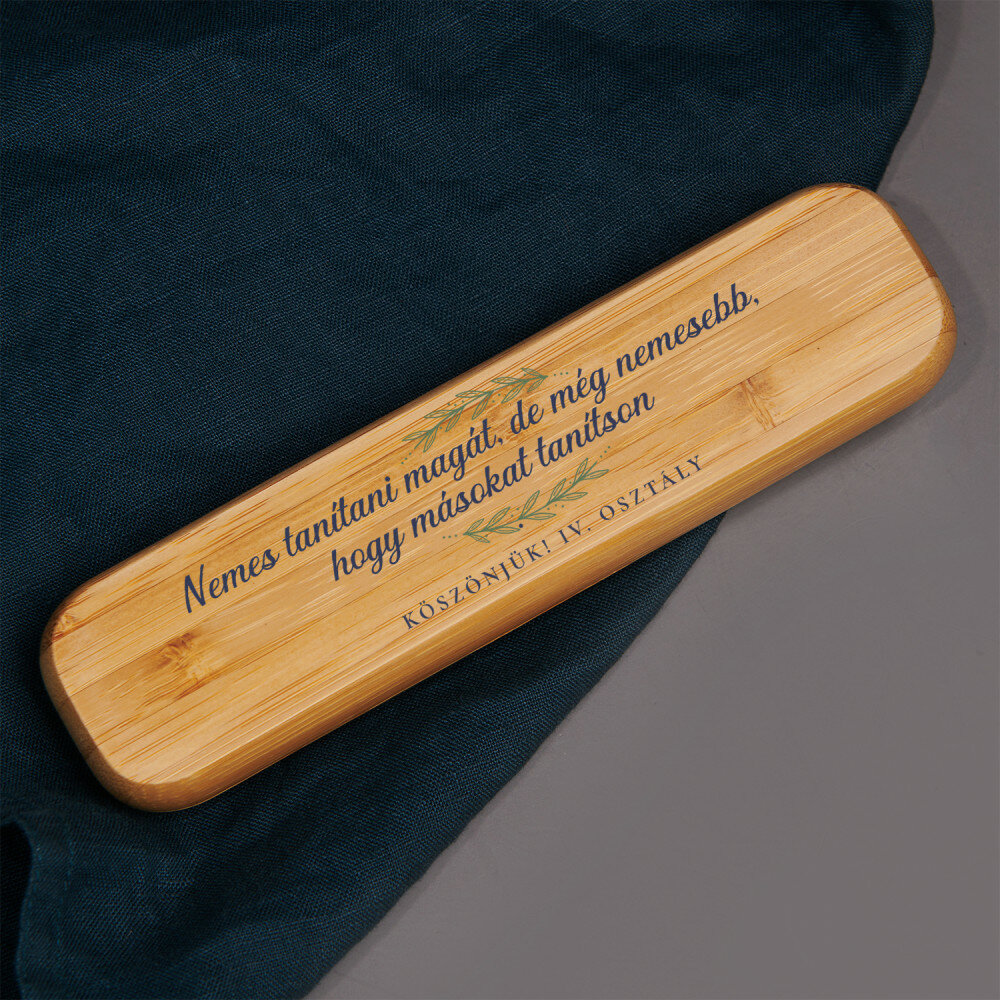 Nemes tanítani magát, de még nemesebb,
hogy másokat tanítson
KÖSZÖNJÜK! IV. OSZTÁLY